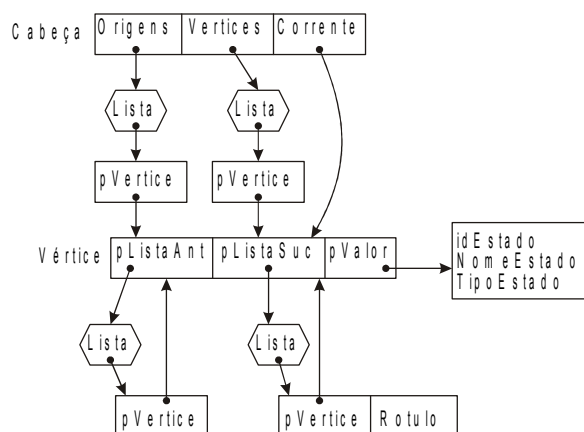 Cabeça Origens Vertices Corrente
Lista Lista
pVertice pVertice
Vértice pListaAnt pListaSuc pValor
idEstado
NomeEstado
TipoEstado
Lista Lista
pVertice pVertice Rotulo